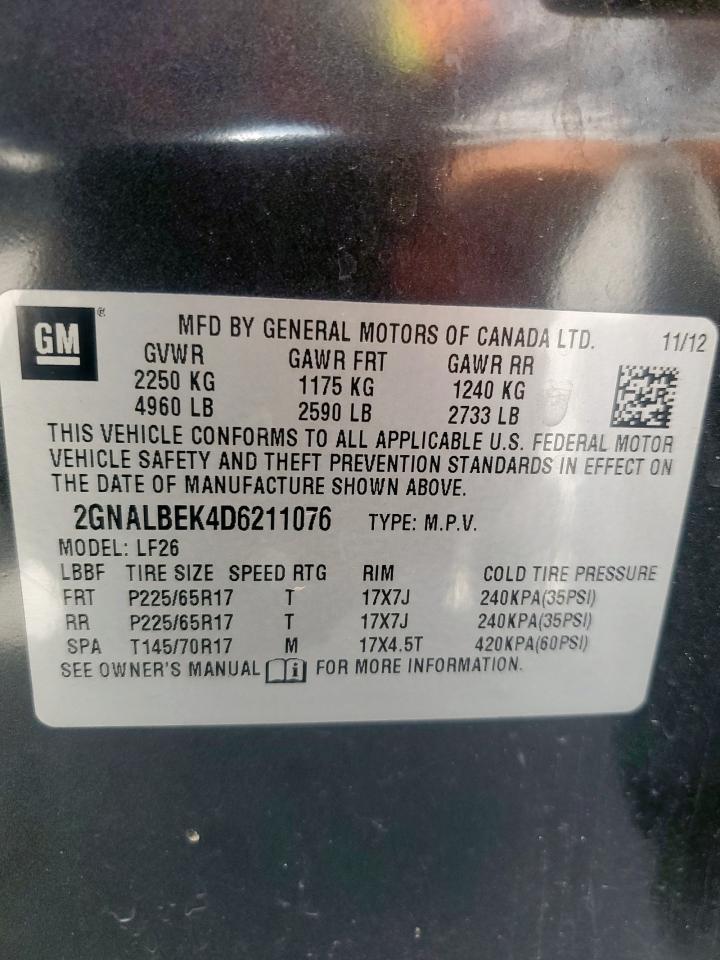 GM ® MFD BY GENERAL MOTORS OF CANADA LTD. 11/12
GVWR GAWR FRT GAWR RR
2250 KG 1175 KG 1240 KG
4960 LB 2590 LB 2733 LB
THIS VEHICLE CONFORMS TO ALL APPLICABLE U.S. FEDERAL MOTOR
VEHICLE SAFETY AND THEFT PREVENTION STANDARDS IN EFFECT ON
THE DATE OF MANUFACTURE SHOWN ABOVE.
2GNALBEK4D6211076 TYPE: M.P.V.
MODEL: LF26
LBBF TIRE SIZE SPEED RTG RIM COLD TIRE PRESSURE
FRT P225/65R17 T 17X7J 240KPA(35PSI)
RR P225/65R17 T 17X7J 240KPA(35PSI)
SPA T145/70R17 M 17X4.5T 420KPA(60PSI)
SEE OWNER'S MANUAL i FOR MORE INFORMATION.